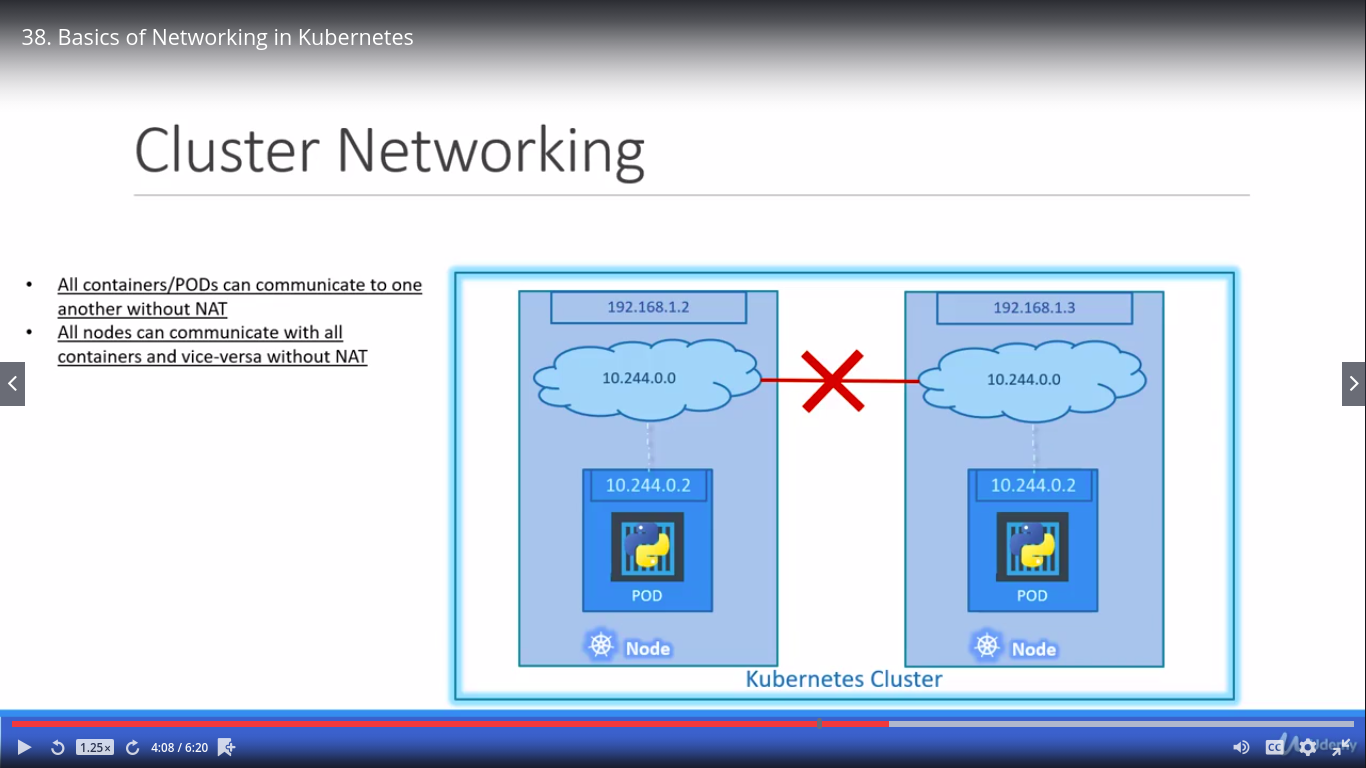 38. Basics of Networking in Kubernetes
Cluster Networking
• All containers/PODs can communicate to one
another without NAT
• All nodes can communicate with all
containers and vice-versa without NAT
192.168.1.2
192.168.1.3
10.244.0.0
10.244.0.0
10.244.0.2
10.244.0.2
POD
POD
Node
Node
Kubernetes Cluster
1.25x
4:08 / 6:20
CC